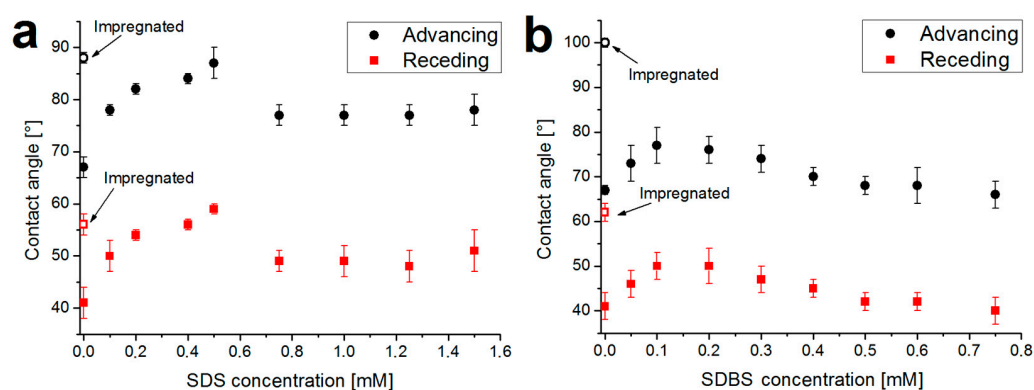 a
Impregnated
Advancing
Receding
Impregnated
Contact angle [°]
90
80
70
60
50
40
0.0 0.2 0.4 0.6 0.8 1.0 1.2 1.4 1.6
SDS concentration [mM]
b
Impregnated
Advancing
Receding
Impregnated
Contact angle [°]
100
90
80
70
60
50
40
0.0 0.1 0.2 0.3 0.4 0.5 0.6 0.7 0.8
SDBS concentration [mM]